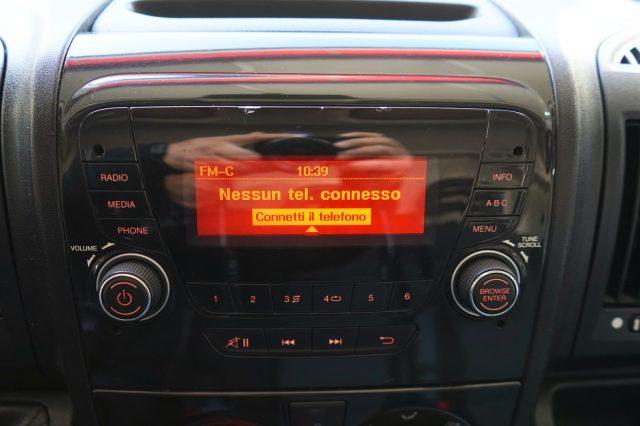 FM-C 10:39
Nessun tel. connesso
Connetti il telefono
RADIO
MEDIA
PHONE
VOLUME
INFO
A-B-C
MENU
TUNE
SCROLL
BROWSE
ENTER
1 2 3 4 5 6